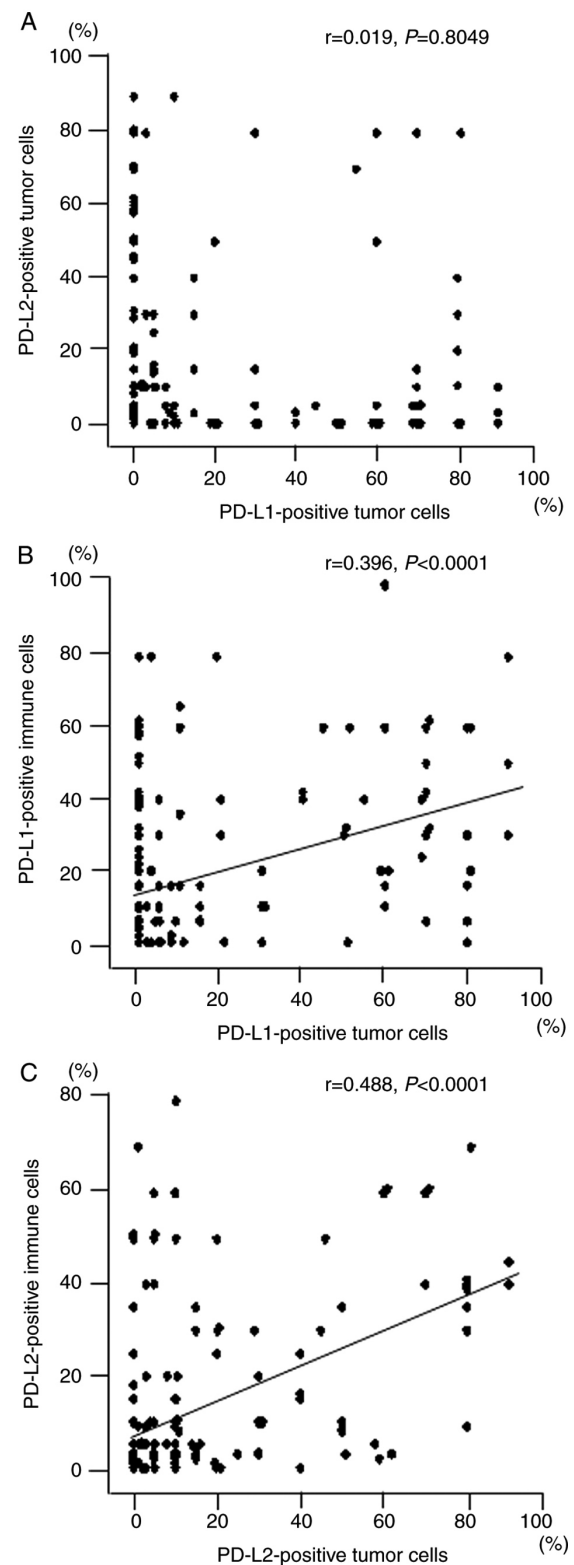 A
(%)
r=0.019, P=0.8049
100
80
60
40
20
0
PD-L2-positive tumor cells
0 20 40 60 80 100
PD-L1-positive tumor cells
(%)
B
(%)
r=0.396, P<0.0001
100
80
60
40
20
0
PD-L1-positive immune cells
0 20 40 60 80 100
PD-L1-positive tumor cells
(%)
C
(%)
r=0.488, P<0.0001
80
60
40
20
0
PD-L2-positive immune cells
0 20 40 60 80 100
PD-L2-positive tumor cells
(%)